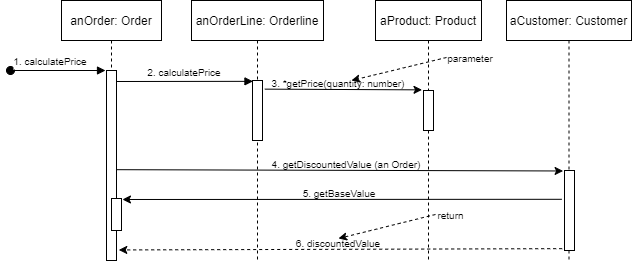 anOrder: Order
anOrderLine: Orderline
aProduct: Product
aCustomer: Customer
1. calculatePrice
parameter
2. calculatePrice
3. *getPrice(quantity: number)
4. getDiscountedValue (an Order)
5. getBaseValue
return
6. discountedValue